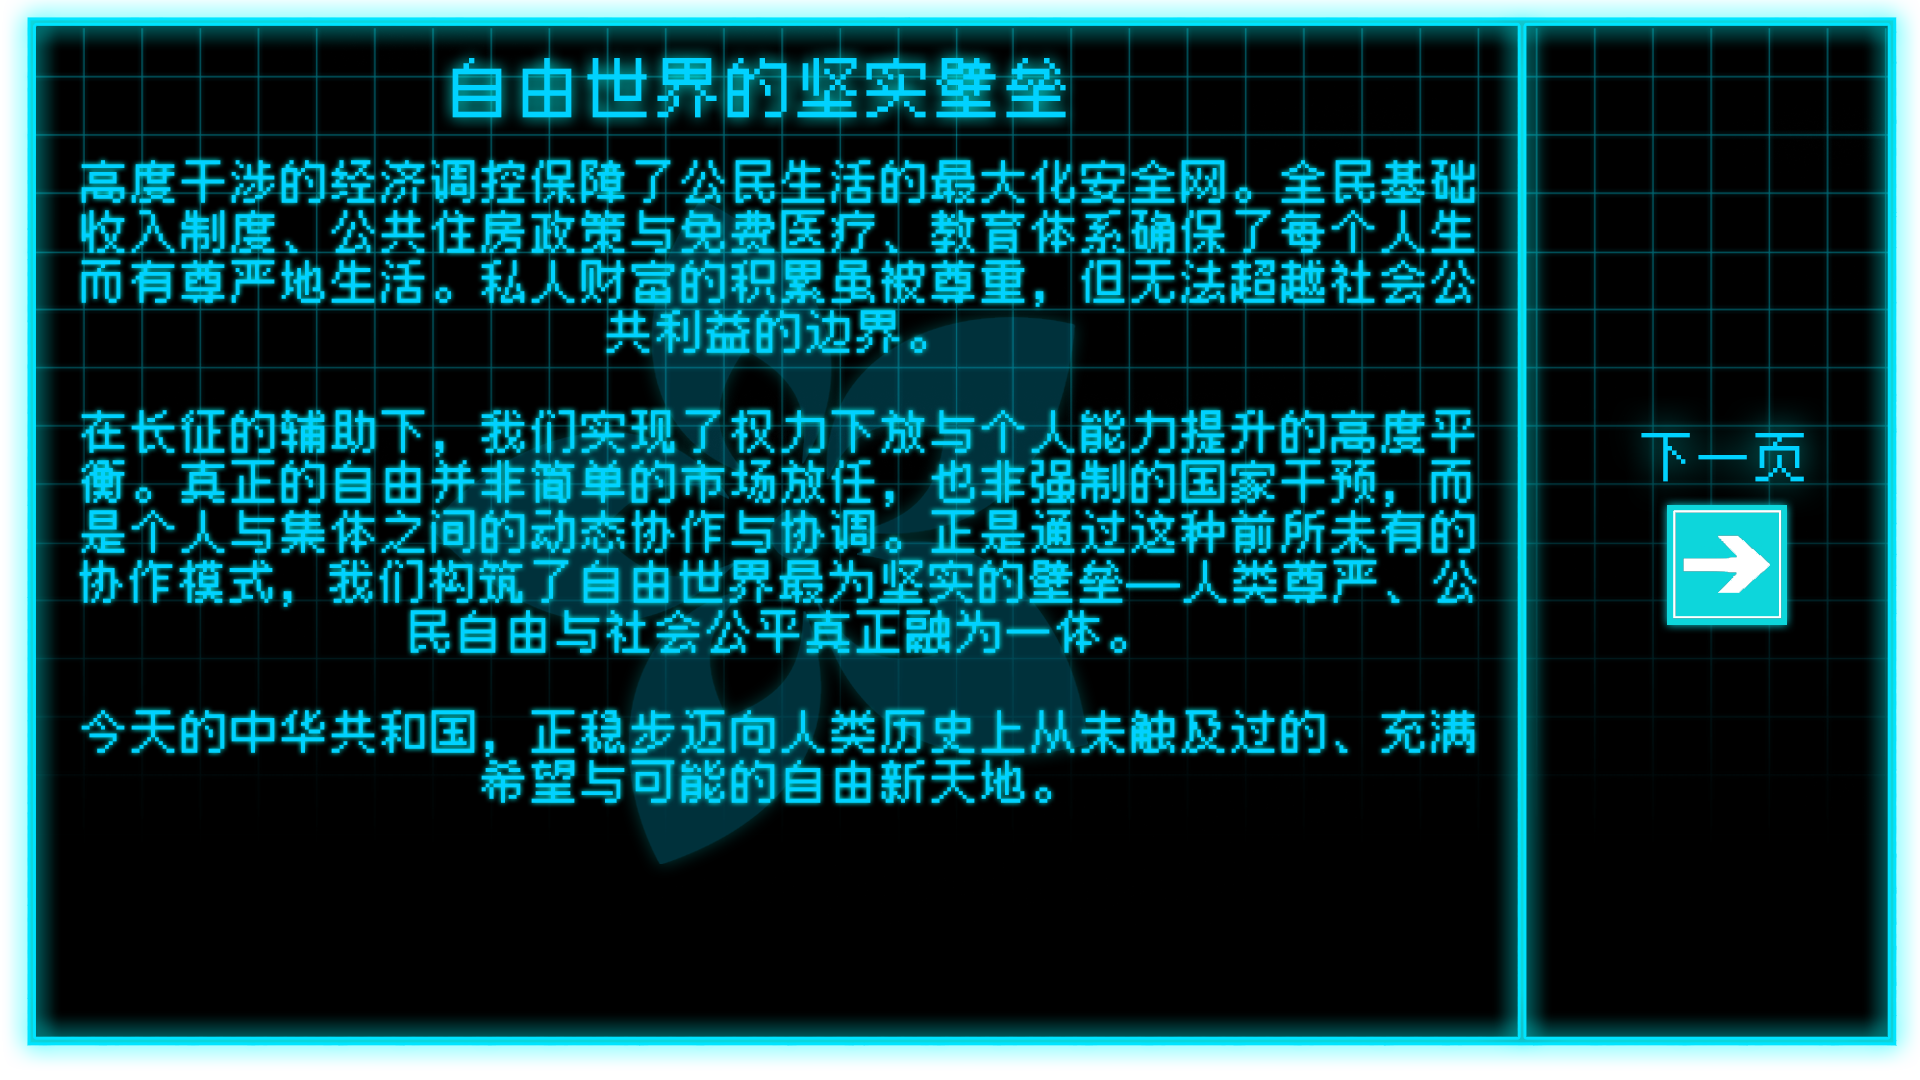 自由世界的坚实壁垒
高度干涉的经济调控保障了公民生活的最大化安全网。全民基础
收入制度、公共住房政策与免费医疗、教育体系确保了每个人生
而有尊严地生活。私人财富的积累虽被尊重，但无法超越社会公
共利益的边界。
在长征的辅助下，我们实现了权力下放与个人能力提升的高度平
衡。真正的自由并非简单的市场放任，也非强制的国家干预，而
是个人与集体之间的动态协作与协调。正是通过这种前所未有的
协作模式，我们构筑了自由世界最为坚实的壁垒—人类尊严、公
民自由与社会公平真正融为一体。
今天的中华共和国，正稳步迈向人类历史上从未触及过的、充满
希望与可能的自由新天地。
下一页